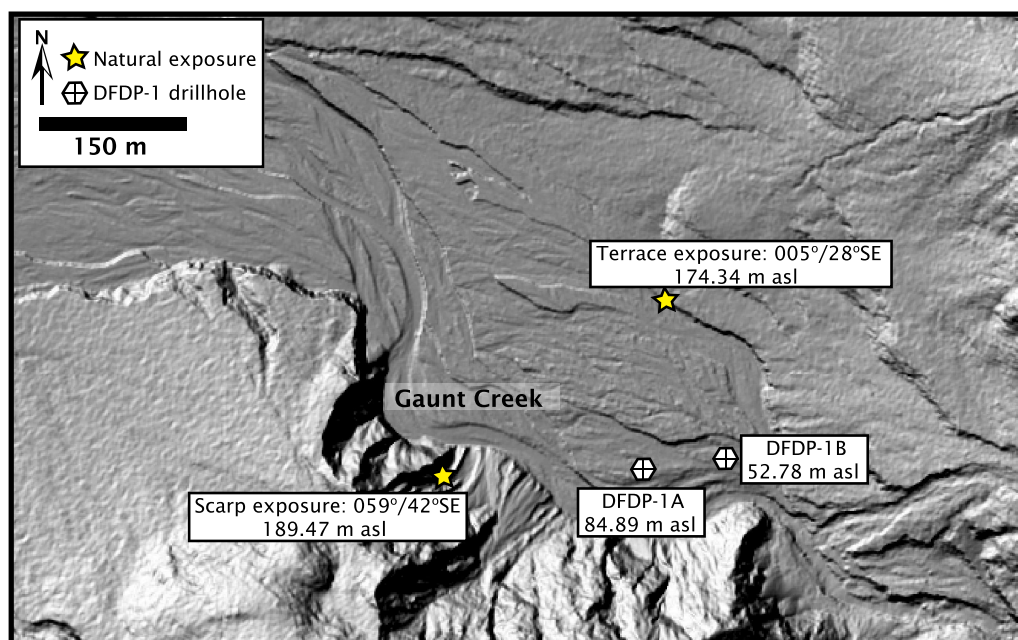 N
Natural exposure
DFDP-1 drillhole
150 m
Terrace exposure: 005º/28ºSE
174.34 m asl
Gaunt Creek
DFDP-1B
52.78 m asl
Scarp exposure: 059º/42ºSE
189.47 m asl
DFDP-1A
84.89 m asl